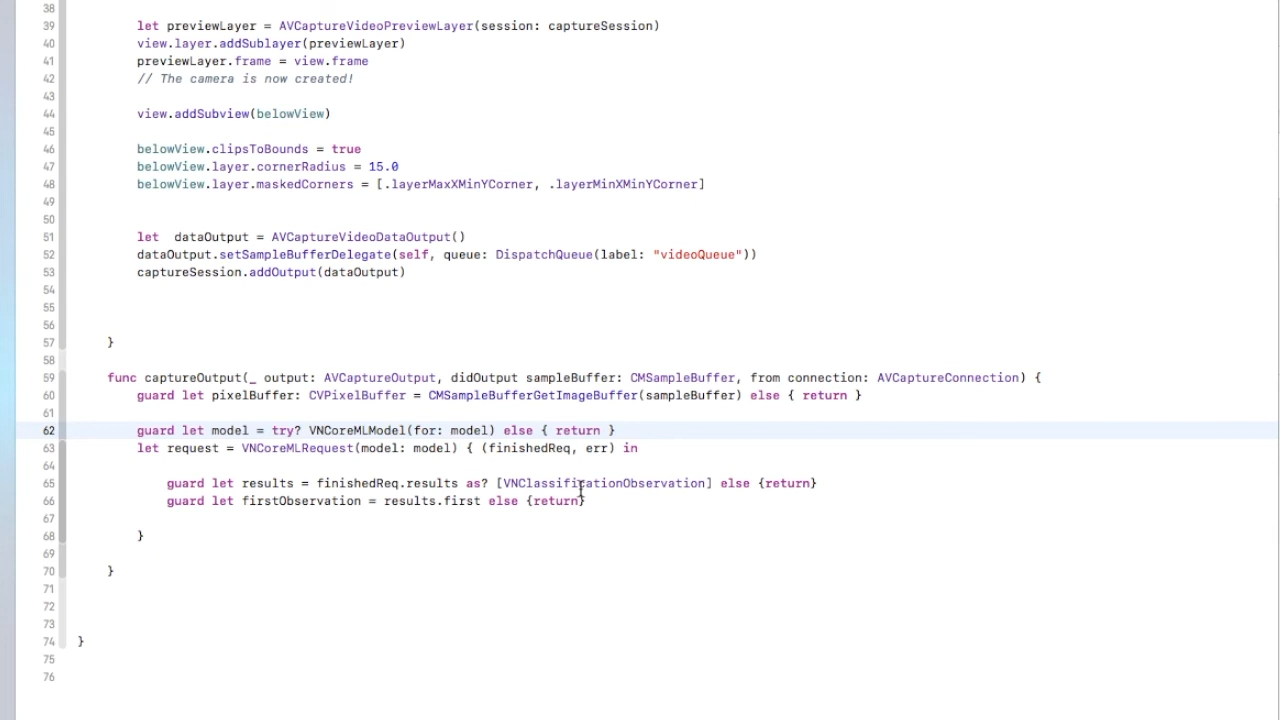 38
39 let previewLayer = AVCaptureVideoPreviewLayer(session: captureSession)
40 view.layer.addSublayer(previewLayer)
41 previewLayer.frame = view.frame
42 // The camera is now created!
43
44 view.addSubview(belowView)
45
46 belowView.clipsToBounds = true
47 belowView.layer.cornerRadius = 15.0
48 belowView.layer.maskedCorners = [.layerMaxXMinYCorner, .layerMinXMinYCorner]
49
50
51 let  dataOutput = AVCaptureVideoDataOutput()
52 dataOutput.setSampleBufferDelegate(self, queue: DispatchQueue(label: "videoQueue"))
53 captureSession.addOutput(dataOutput)
54
55
56
57 }
58
59 func captureOutput(_ output: AVCaptureOutput, didOutput sampleBuffer: CMSampleBuffer, from connection: AVCaptureConnection) {
60 guard let pixelBuffer: CVPixelBuffer = CMSampleBufferGetImageBuffer(sampleBuffer) else { return }
61
62 guard let model = try? VNCoreMLModel(for: model) else { return }
63 let request = VNCoreMLRequest(model: model) { (finishedReq, err) in
64
65 guard let results = finishedReq.results as? [VNClassificationObservation] else {return}
66 guard let firstObservation = results.first else {return}
67
68 }
69
70 }
71
72
73
74 }
75
76